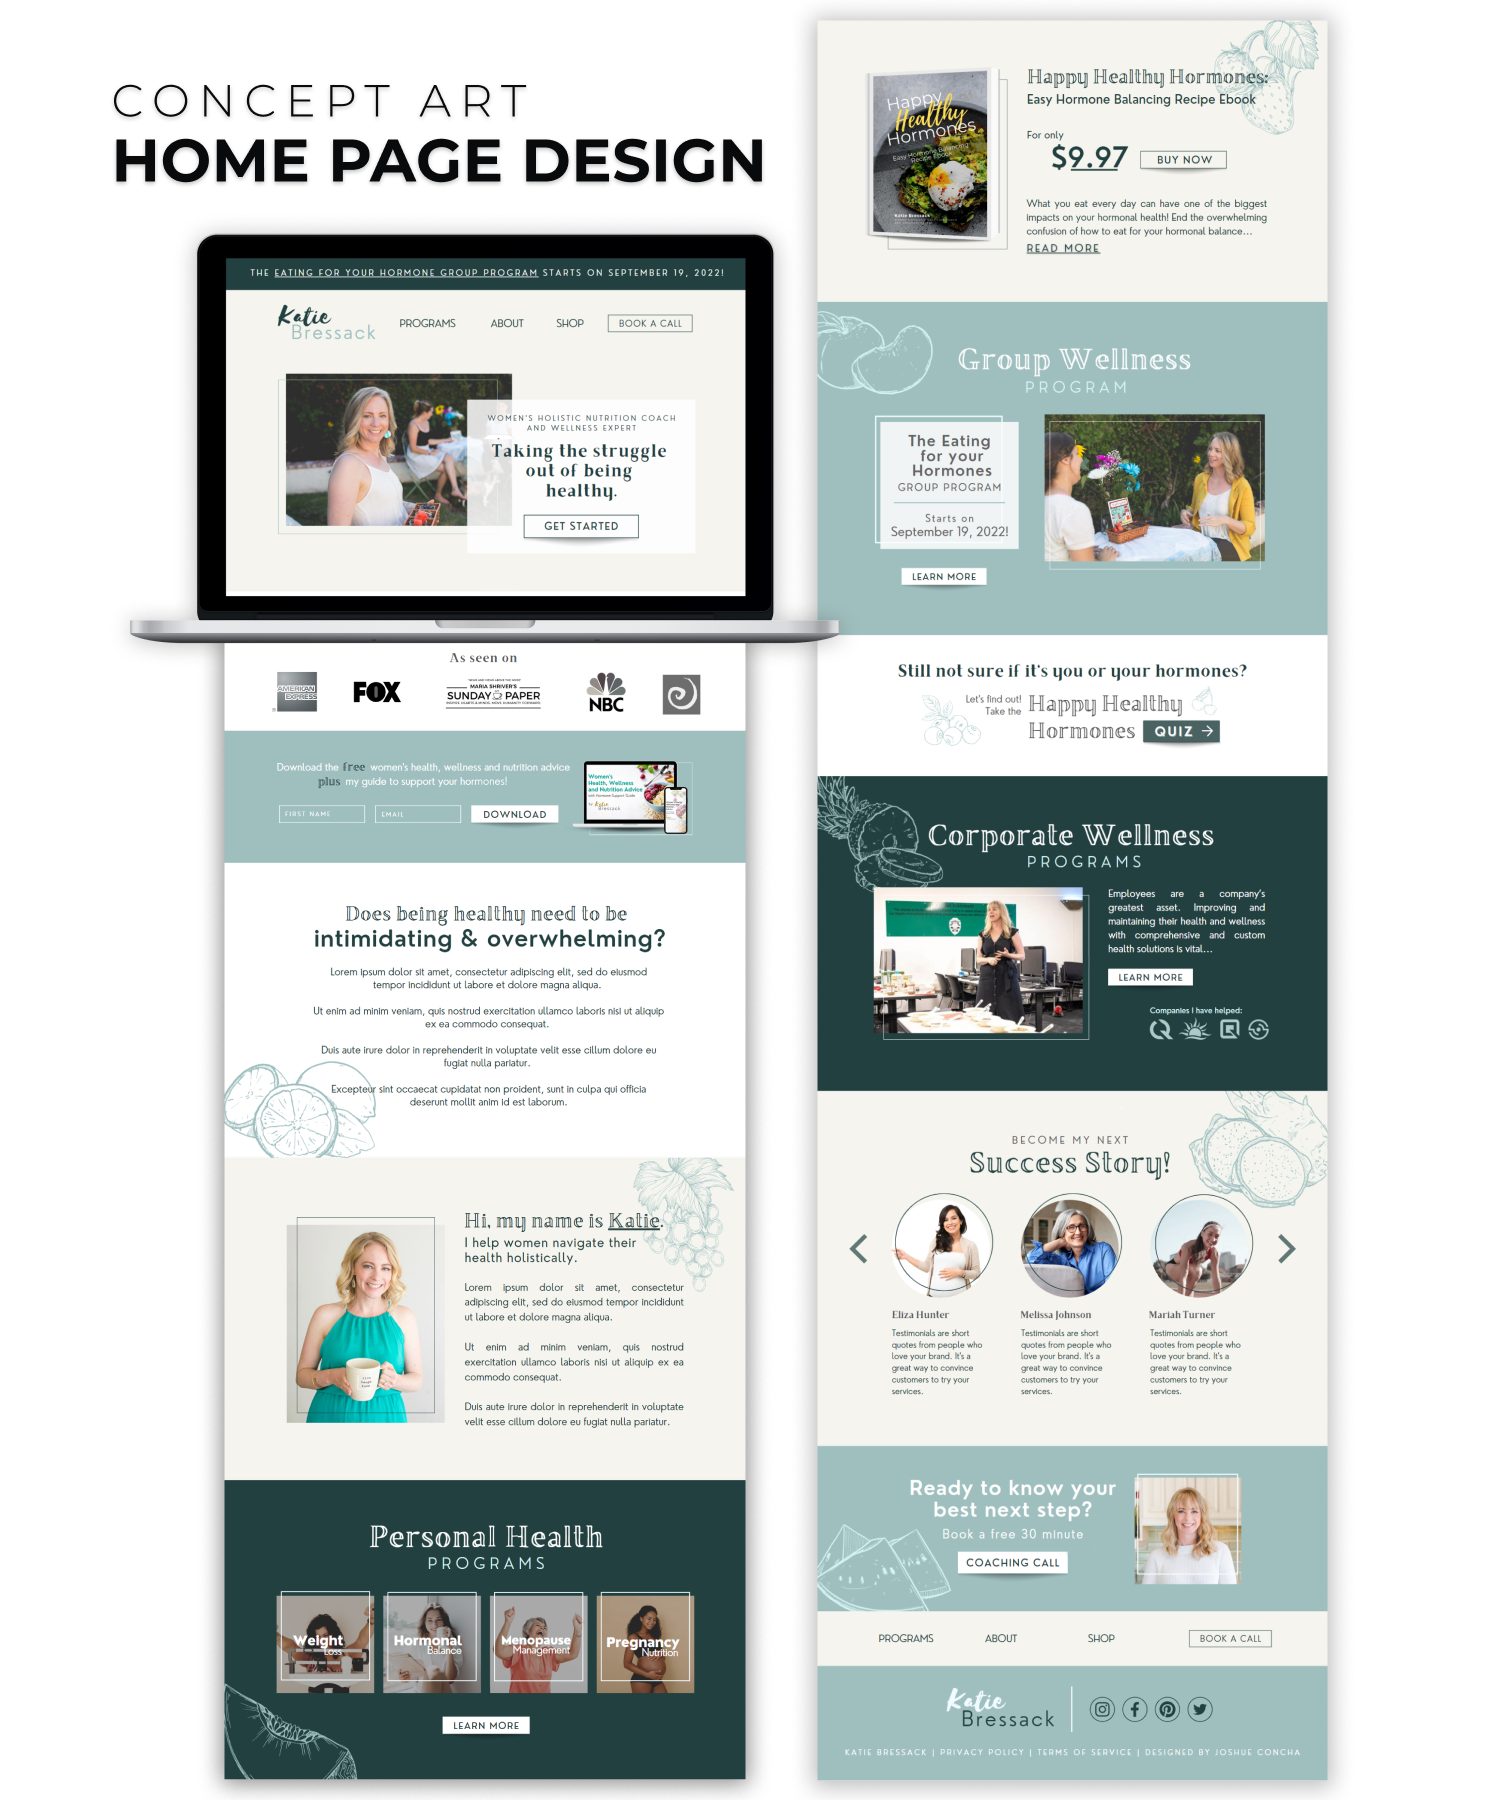 CONCEPT ART
HOME PAGE DESIGN
THE EATING FOR YOUR HORMONE GROUP PROGRAM STARTS ON SEPTEMBER 19, 2022!
Katie
Bressack
PROGRAMS
ABOUT
SHOP
BOOK A CALL
WOMEN'S HOLISTIC NUTRITION COACH
AND WELLNESS EXPERT
Taking the struggle
out of being
healthy.
GET STARTED
As seen on
AMERICAN
EXPRESS
FOX
MARIA SHRIVER'S
SUNDAY PAPER
NBC
Download the free women's health, wellness and nutrition advice
plus my guide to support your hormones!
FIRST NAME
EMAIL
DOWNLOAD
Women's
Health, Wellness
and Nutrition Advice
with Hormone Support Guide
by Katie
Bressack
Does being healthy need to be
intimidating & overwhelming?
Lorem ipsum dolor sit amet, consectetur adipiscing elit, sed do eiusmod
tempor incididunt ut labore et dolore magna aliqua.
Ut enim ad minim veniam, quis nostrud exercitation ullamco laboris nisi ut aliquip
ex ea commodo consequat.
Duis aute irure dolor in reprehenderit in voluptate velit esse cillum dolore eu
fugiat nulla pariatur.
Excepteur sint occaecat cupidatat non proident, sunt in culpa qui officia
deserunt mollit anim id est laborum.
Hi, my name is Katie.
I help women navigate their
health holistically.
Lorem ipsum dolor sit amet, consectetur
adipiscing elit, sed do eiusmod tempor incididunt
ut labore et dolore magna aliqua.
Ut enim ad minim veniam, quis nostrud
exercitation ullamco laboris nisi ut aliquip ex ea
commodo consequat.
Duis aute irure dolor in reprehenderit in voluptate
velit esse cillum dolore eu fugiat nulla pariatur.
Personal Health
PROGRAMS
Weight
Loss
Hormonal
Balance
Menopause
Management
Pregnancy
Nutrition
LEARN MORE
Happy
Healthy
Hormones
Easy Hormone Balancing
Recipe Ebook
Katie Bressack
Happy Healthy Hormones:
Easy Hormone Balancing Recipe Ebook
For only
$9.97
BUY NOW
What you eat every day can have one of the biggest
impacts on your hormonal health! End the overwhelming
confusion of how to eat for your hormonal balance...
READ MORE
Group Wellness
PROGRAM
The Eating
for your
Hormones
GROUP PROGRAM
Starts on
September 19, 2022!
LEARN MORE
Still not sure if it's you or your hormones?
Let's find out!
Take the
Happy Healthy
Hormones
QUIZ →
Corporate Wellness
PROGRAMS
Employees are a company's
greatest asset. Improving and
maintaining their health and wellness
with comprehensive and custom
health solutions is vital...
LEARN MORE
Companies I have helped:
BECOME MY NEXT
Success Story!
Eliza Hunter
Testimonials are short
quotes from people who
love your brand. It's a
great way to convince
customers to try your
services.
Melissa Johnson
Testimonials are short
quotes from people who
love your brand. It's a
great way to convince
customers to try your
services.
Mariah Turner
Testimonials are short
quotes from people who
love your brand. It's a
great way to convince
customers to try your
services.
Ready to know your
best next step?
Book a free 30 minute
COACHING CALL
PROGRAMS
ABOUT
SHOP
BOOK A CALL
Katie
Bressack
KATIE BRESSACK | PRIVACY POLICY | TERMS OF SERVICE | DESIGNED BY JOSHUE CONCHA